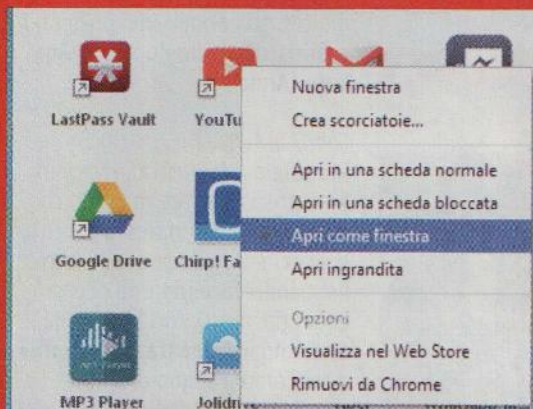 LastPass Vault
Nuova finestra
Crea scorciatoie...
Apri in una scheda normale
Apri in una scheda bloccata
Apri come finestra
Google Drive
Apri ingrandita
Opzioni
Visualizza nel Web Store
Rimuovi da Chrome
MP3 Player